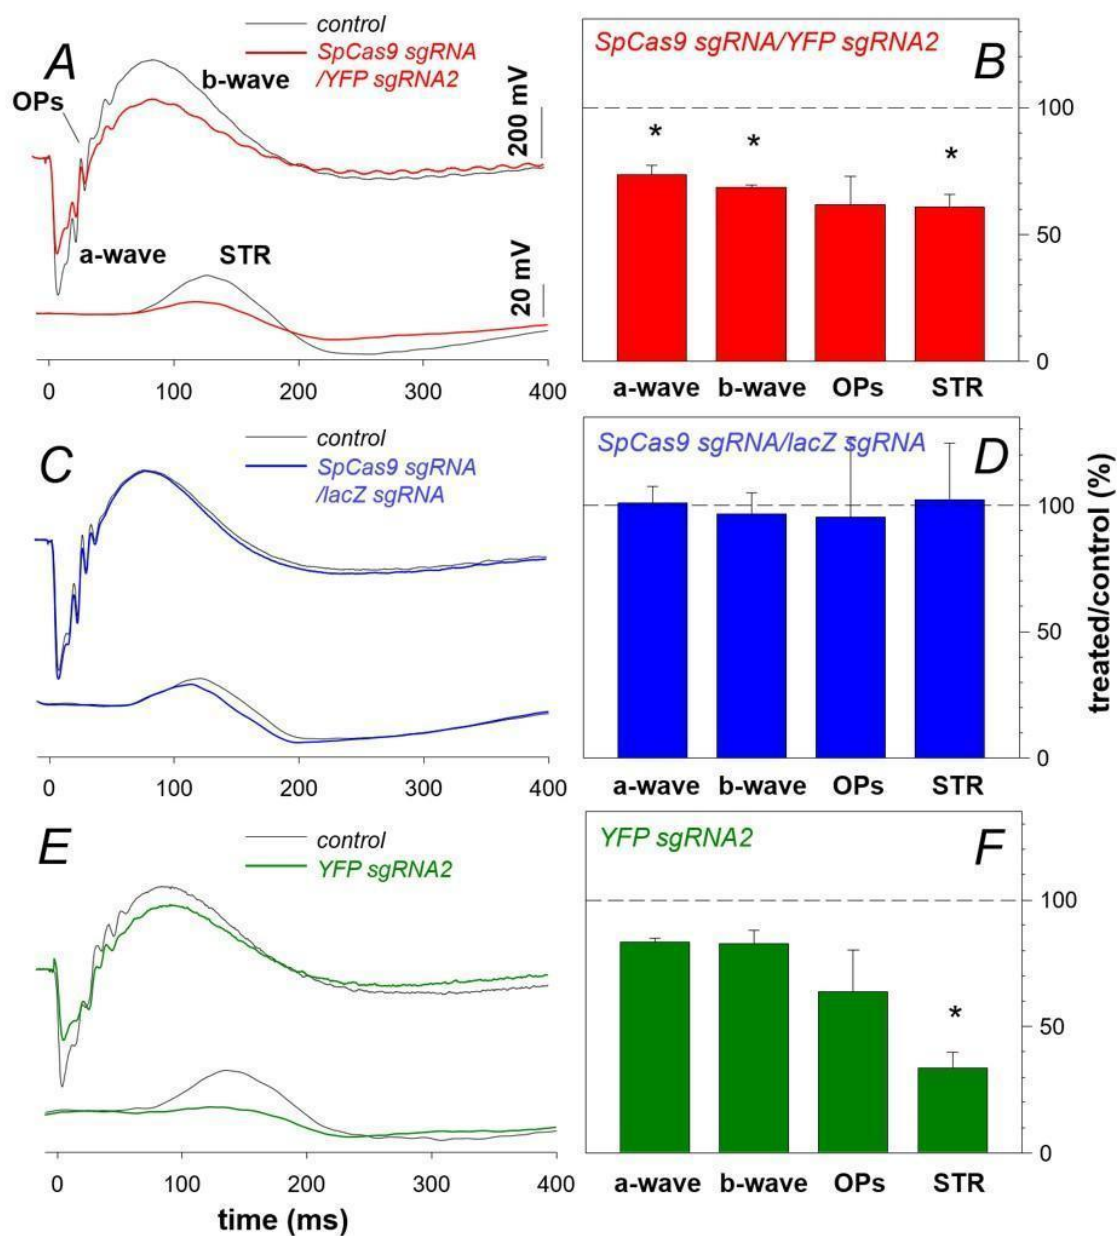 A
control
SpCas9 sgRNA
/YFP sgRNA2
OPs
b-wave
200 mV
a-wave
STR
20 mV
0 100 200 300 400
SpCas9 sgRNA/YFP sgRNA2
B
100
* * *
50
0
a-wave b-wave OPs STR
C
control
SpCas9 sgRNA
/lacZ sgRNA
0 100 200 300 400
SpCas9 sgRNA/lacZ sgRNA
D
100
50
0
a-wave b-wave OPs STR
treated/control (%)
E
control
YFP sgRNA2
0 100 200 300 400
time (ms)
YFP sgRNA2
F
100
*
50
0
a-wave b-wave OPs STR